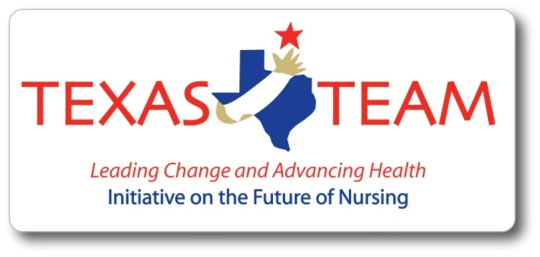 TEXAS TEAM
Leading Change and Advancing Health
Initiative on the Future of Nursing